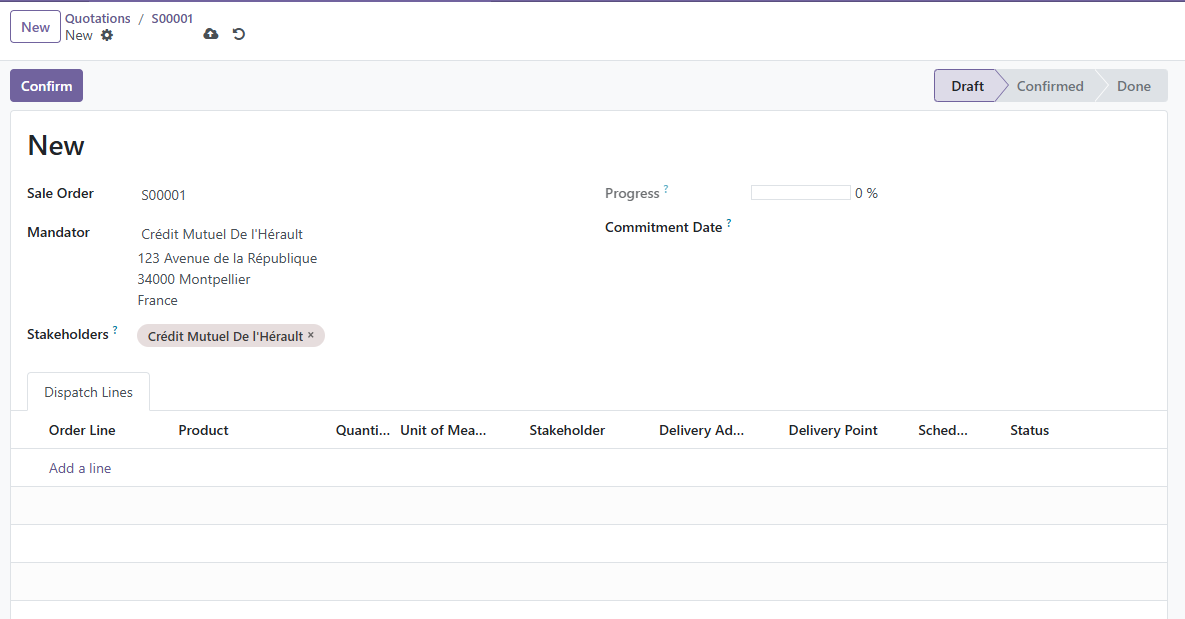 New
Quotations / S00001
New
Confirm
Draft
Confirmed
Done
New
Sale Order
S00001
Progress ?
0 %
Mandator
Crédit Mutuel De l'Hérault
Commitment Date ?
123 Avenue de la République
34000 Montpellier
France
Stakeholders ?
Crédit Mutuel De l'Hérault ×
Dispatch Lines
Order Line Product Quanti... Unit of Mea... Stakeholder Delivery Ad... Delivery Point Sched... Status
Add a line